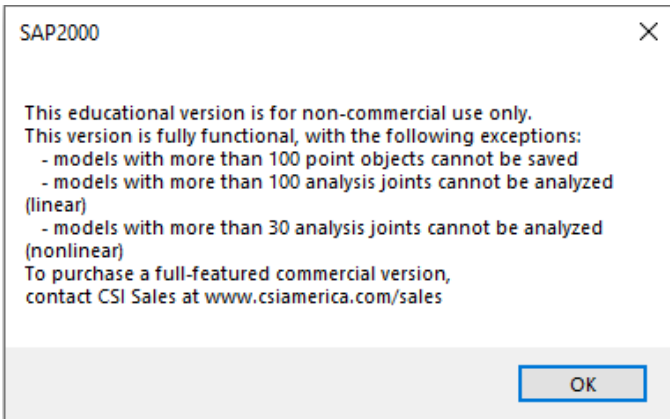 SAP2000
This educational version is for non-commercial use only.
This version is fully functional, with the following exceptions:
- models with more than 100 point objects cannot be saved
- models with more than 100 analysis joints cannot be analyzed
(linear)
- models with more than 30 analysis joints cannot be analyzed
(nonlinear)
To purchase a full-featured commercial version,
contact CSI Sales at www.csiamerica.com/sales
OK